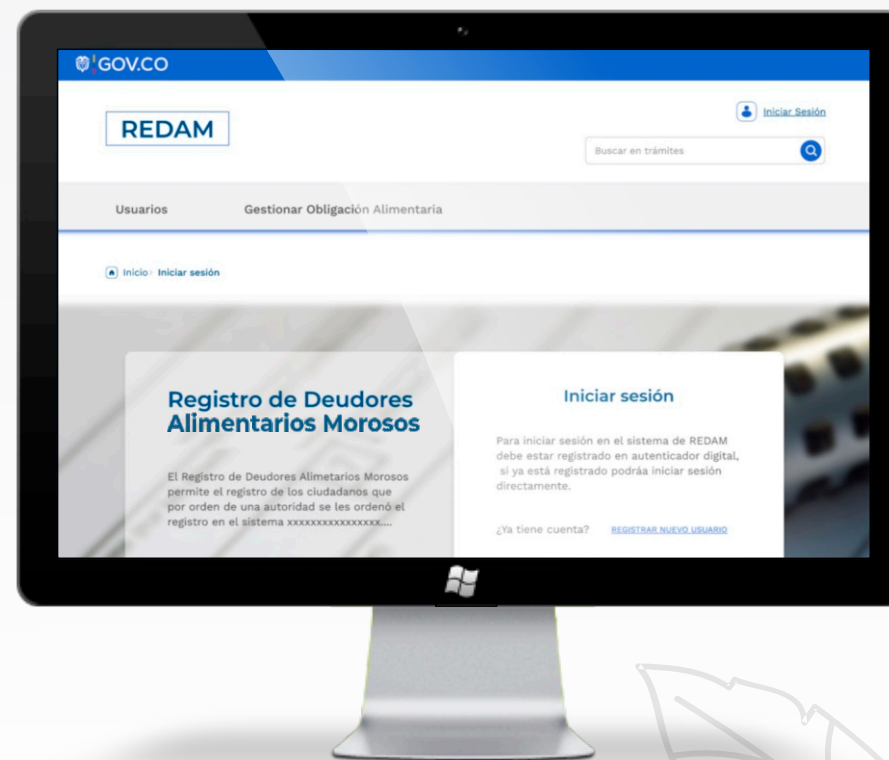 GOV.CO
REDAM
Iniciar Sesión
Buscar en trámites
Usuarios
Gestionar Obligación Alimentaria
Inicio› Iniciar sesión
Registro de Deudores
Alimentarios Morosos
El Registro de Deudores Alimetarios Morosos
permite el registro de los ciudadanos que
por orden de una autoridad se les ordenó el
registro en el sistema xxxxxxxxxxxxxxxx....
Iniciar sesión
Para iniciar sesión en el sistema de REDAM
debe estar registrado en autenticador digital,
si ya está registrado podráa iniciar sesión
directamente.
¿Ya tiene cuenta? REGISTRAR NUEVO USUARIO